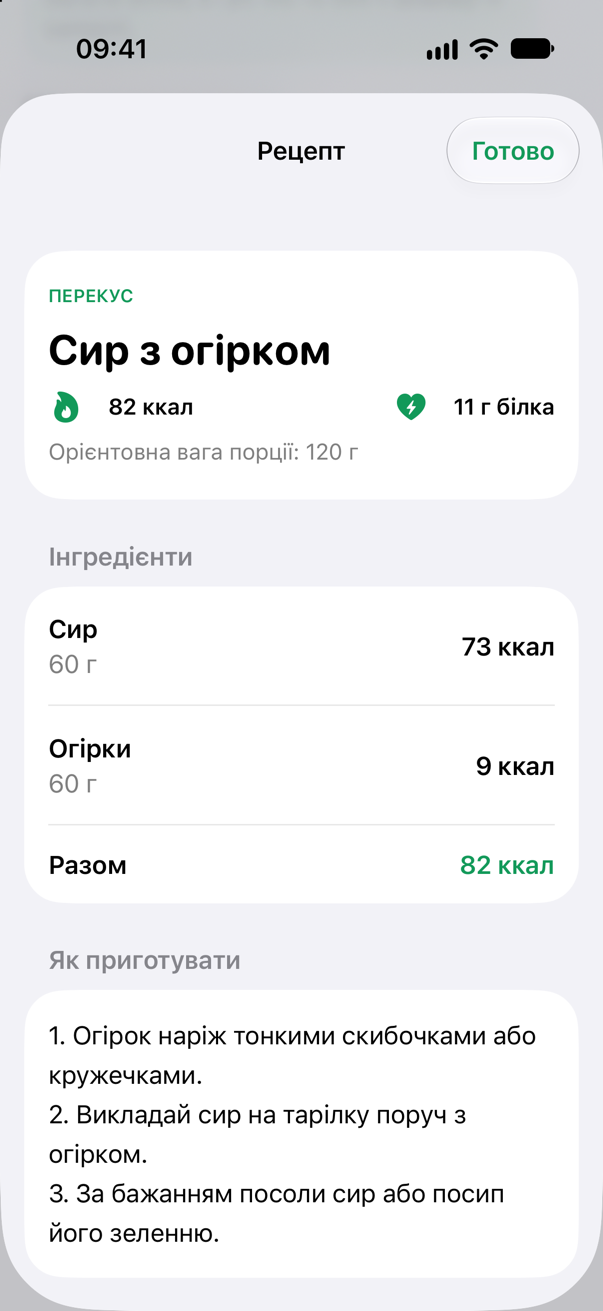 09:41
Рецепт
Готово
ПЕРЕКУС
Сир з огірком
82 ккал
11 г білка
Орієнтовна вага порції: 120 г
Інгредієнти
Сир
60 г
73 ккал
Огірки
60 г
9 ккал
Разом
82 ккал
Як приготувати
1. Огірок наріж тонкими скибочками або
кружечками.
2. Викладай сир на тарілку поруч з
огірком.
3. За бажанням посоли сир або посип
його зеленню.